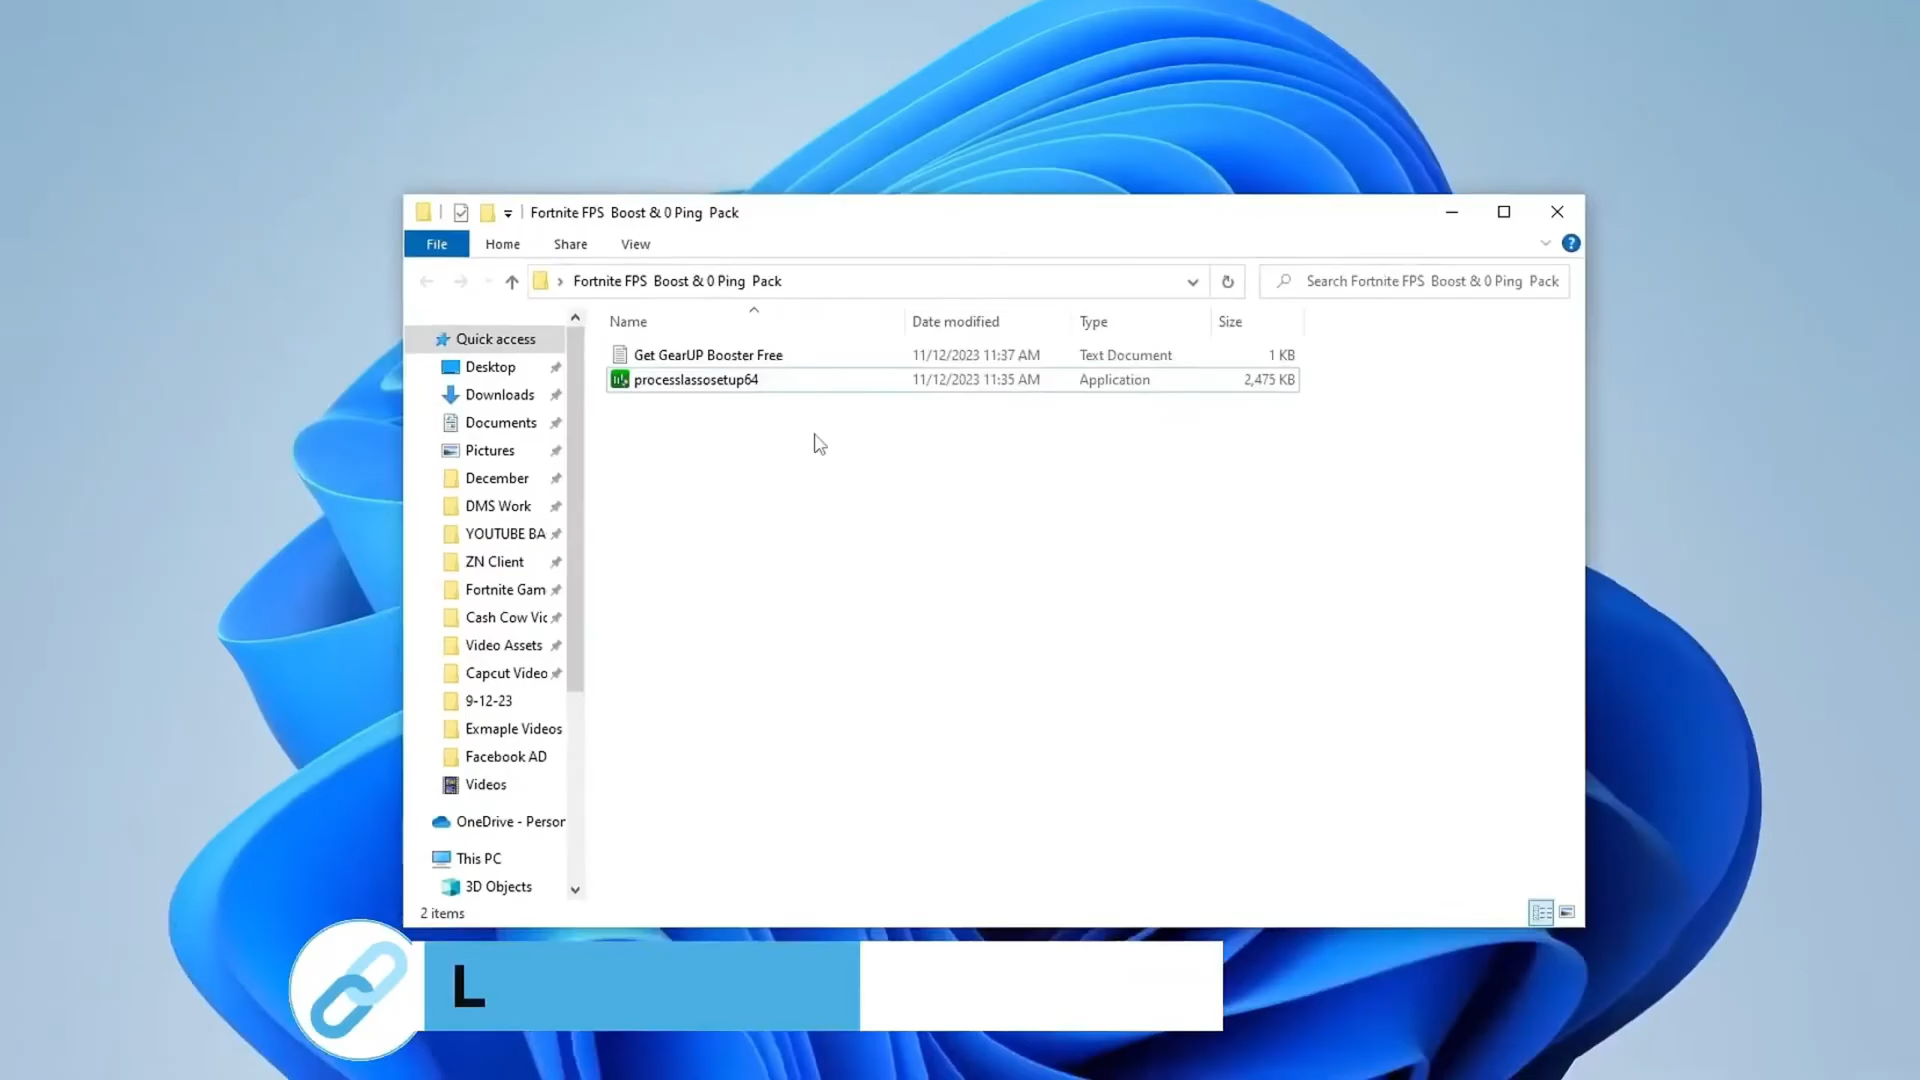 Fortnite FPS Boost & 0 Ping Pack
File Home Share View
Fortnite FPS Boost & 0 Ping Pack
Search Fortnite FPS Boost & 0 Ping Pack
Name Date modified Type Size
Get GearUP Booster Free 11/12/2023 11:37 AM Text Document 1 KB
processlassosetup64 11/12/2023 11:35 AM Application 2,475 KB
Quick access
Desktop
Downloads
Documents
Pictures
December
DMS Work
YOUTUBE BA
ZN Client
Fortnite Gam
Cash Cow Vic
Video Assets
Capcut Video
9-12-23
Exmaple Videos
Facebook AD
Videos
OneDrive - Person
This PC
3D Objects
2 items
L